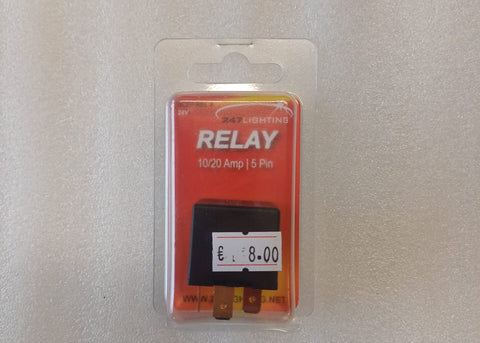 24V
247LIGHTING
RELAY
10/20 Amp | 5 Pin
£ 8.00